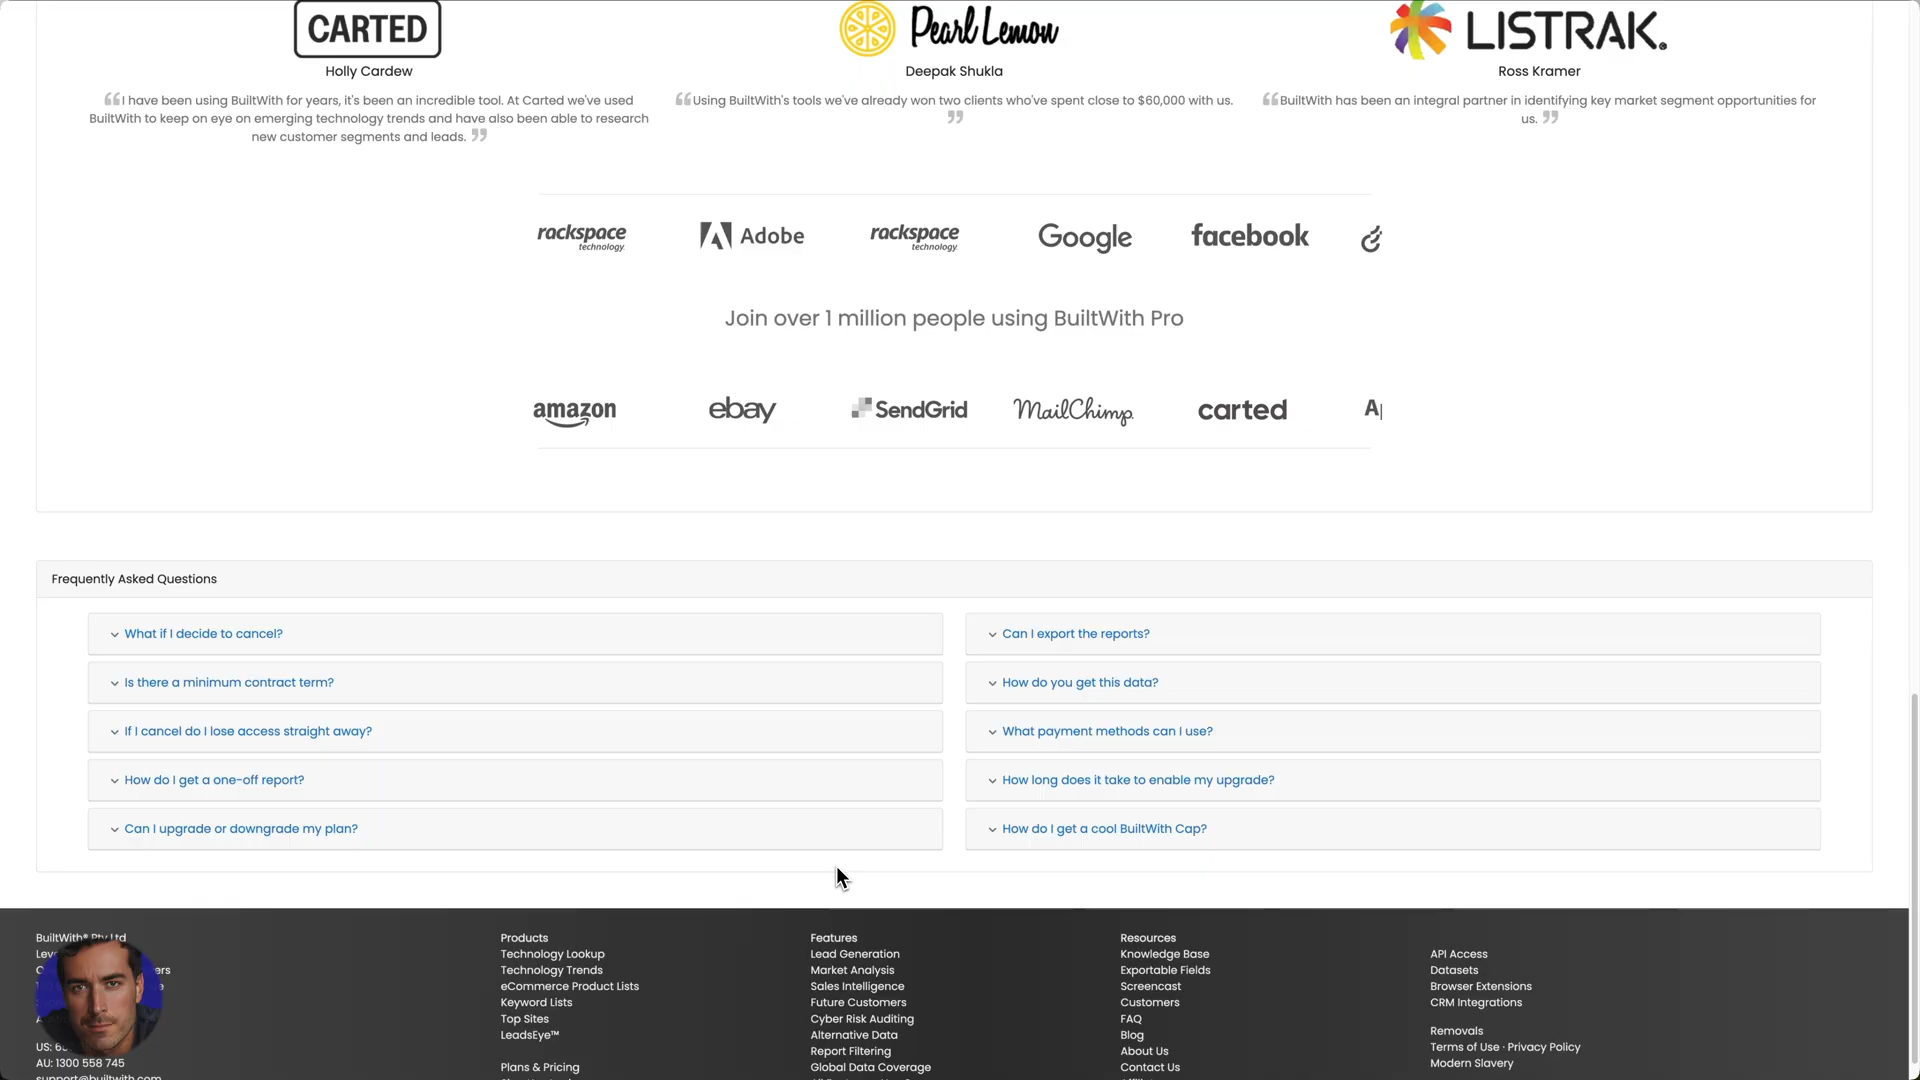 CARTED
Pearl Lemon
LISTRAK.
Holly Cardew
Deepak Shukla
Ross Kramer
I have been using BuiltWith for years, it's been an incredible tool. At Carted we've used
BuiltWith to keep on eye on emerging technology trends and have also been able to research
new customer segments and leads.
Using BuiltWith's tools we've already won two clients who've spent close to $60,000 with us.
BuiltWith has been an integral partner in identifying key market segment opportunities for
us.
rackspace technology
Adobe
rackspace technology
Google
facebook
Join over 1 million people using BuiltWith Pro
amazon
ebay
SendGrid
MailChimp
carted
Frequently Asked Questions
What if I decide to cancel?
Can I export the reports?
Is there a minimum contract term?
How do you get this data?
If I cancel do I lose access straight away?
What payment methods can I use?
How do I get a one-off report?
How long does it take to enable my upgrade?
Can I upgrade or downgrade my plan?
How do I get a cool BuiltWith Cap?
BuiltWith® Pty Ltd
AU: 1300 558 745
support@builtwith.com
Products
Technology Lookup
Technology Trends
eCommerce Product Lists
Keyword Lists
Top Sites
LeadsEye™
Plans & Pricing
Features
Lead Generation
Market Analysis
Sales Intelligence
Future Customers
Cyber Risk Auditing
Alternative Data
Report Filtering
Global Data Coverage
Resources
Knowledge Base
Exportable Fields
Screencast
Customers
FAQ
Blog
About Us
Contact Us
API Access
Datasets
Browser Extensions
CRM Integrations
Removals
Terms of Use · Privacy Policy
Modern Slavery